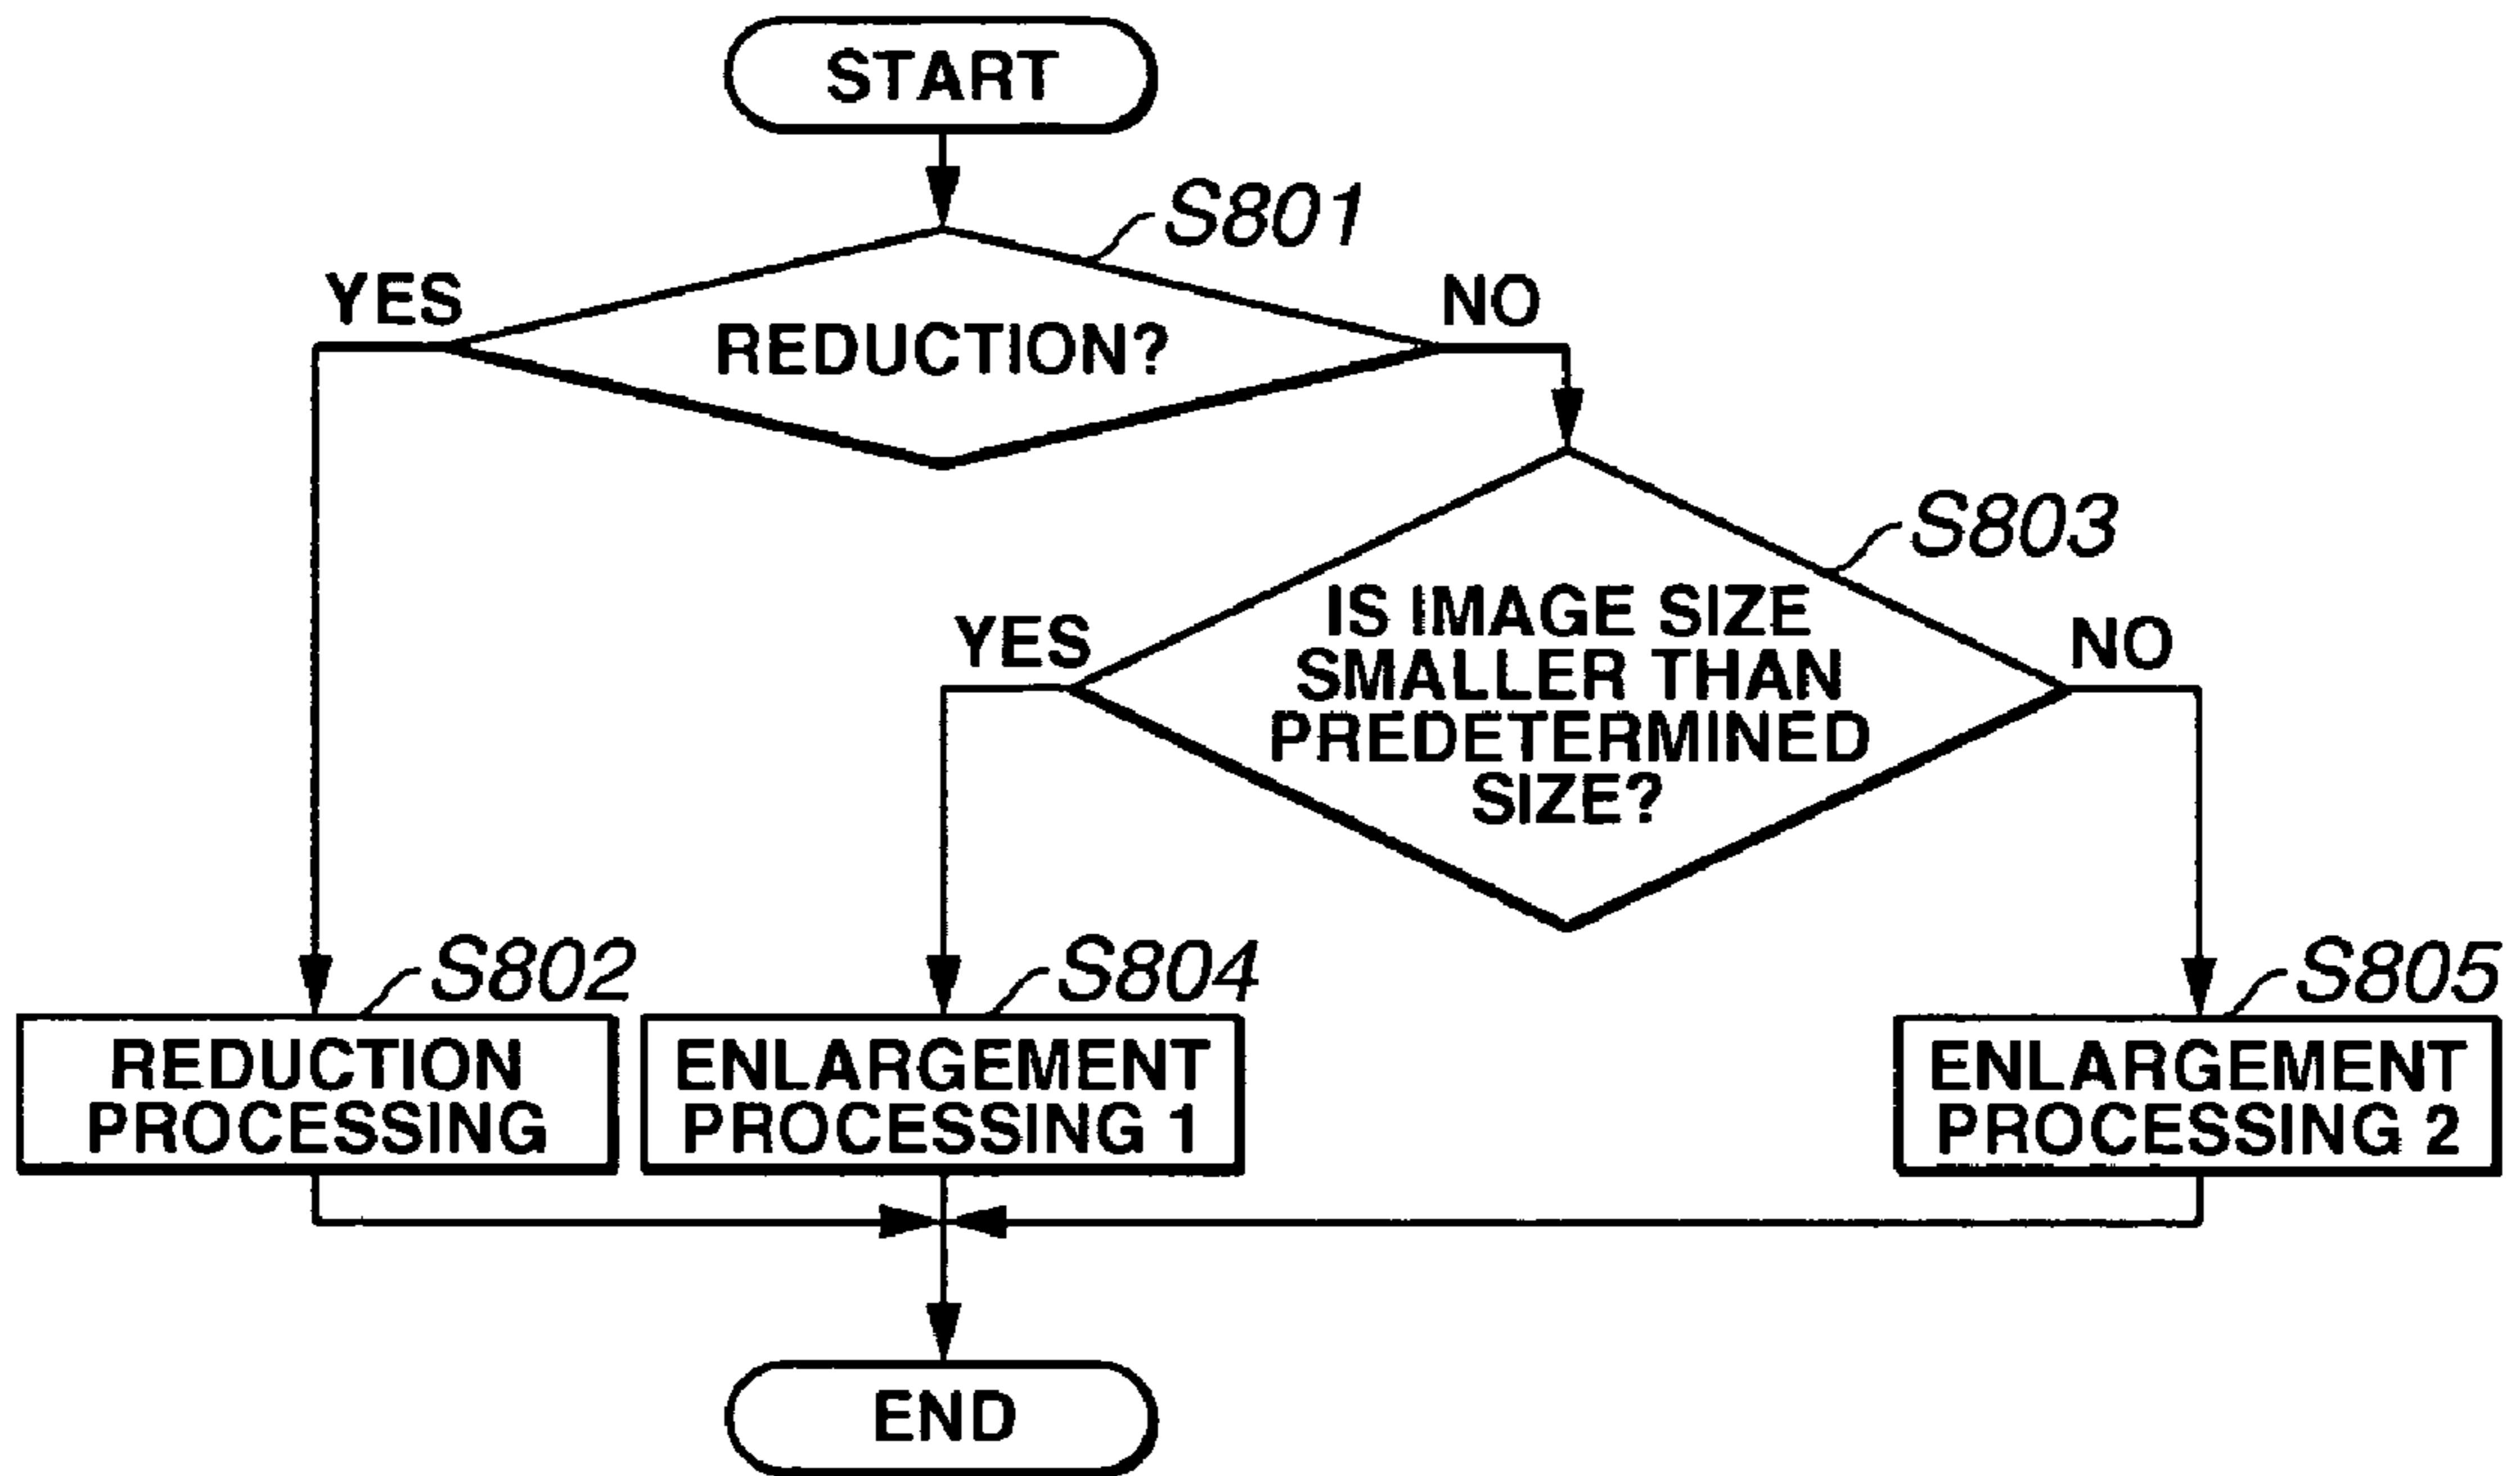 START
S801
YES
NO
REDUCTION?
S803
YES
NO
IS IMAGE SIZE
SMALLER THAN
PREDETERMINED
SIZE?
S802
S804
S805
REDUCTION
PROCESSING
ENLARGEMENT
PROCESSING 1
ENLARGEMENT
PROCESSING 2
END